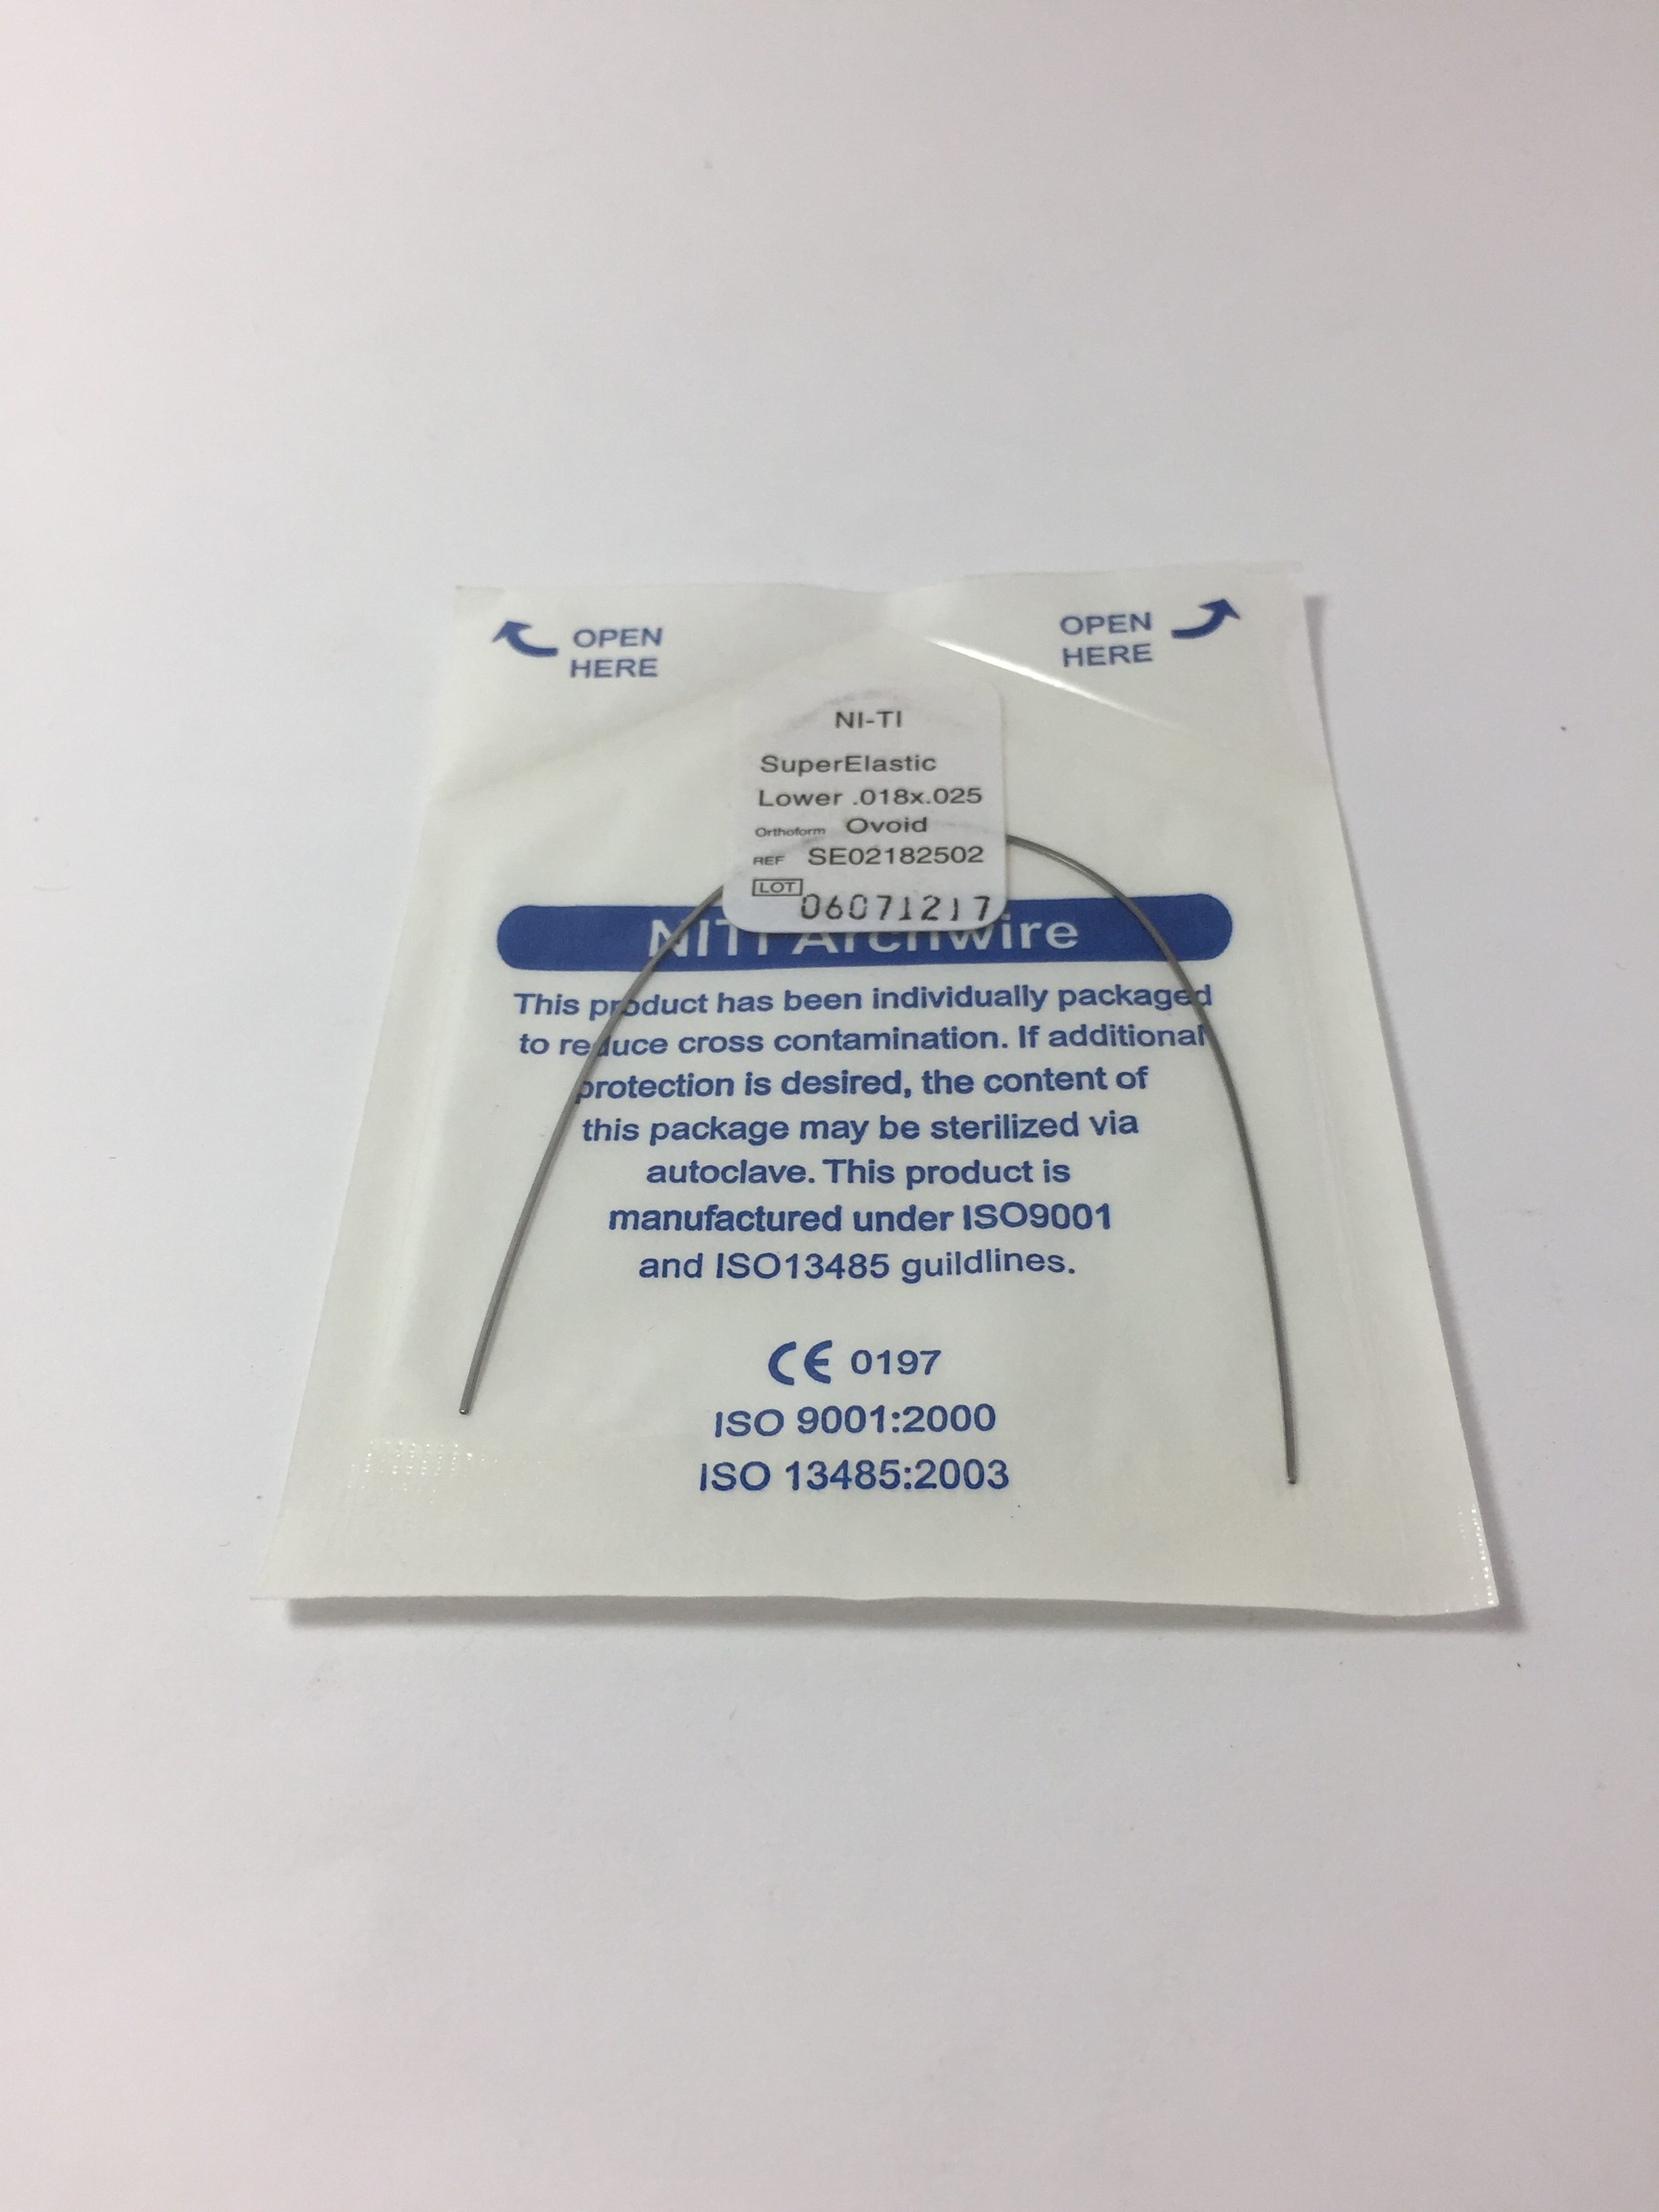 OPEN
HERE
OPEN
HERE
NI-TI
SuperElastic
Lower .018x.025
Orthoform Ovoid
REF SE02182502
LOT 06071217
NITI Archwire
This product has been individually packaged
to reduce cross contamination. If additional
protection is desired, the content of
this package may be sterilized via
autoclave. This product is
manufactured under ISO9001
and ISO13485 guildlines.
CE 0197
ISO 9001:2000
ISO 13485:2003